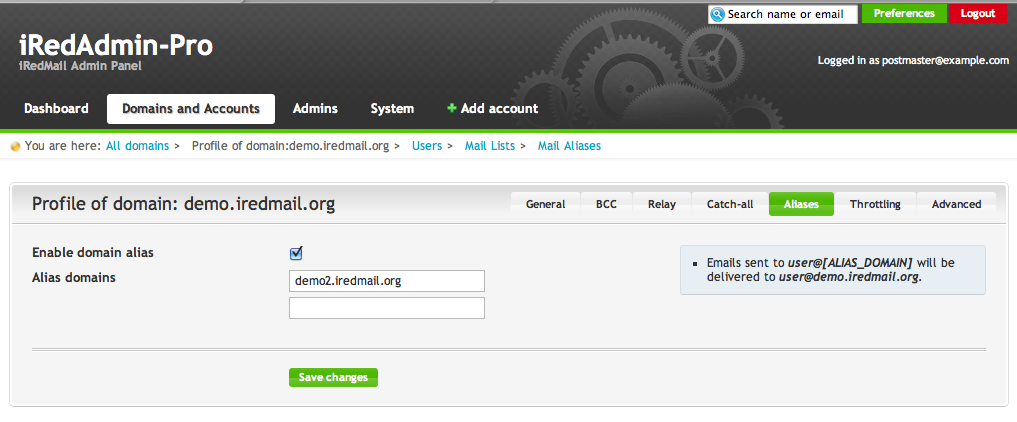 Search name or email Preferences Logout
iRedAdmin-Pro
iRedMail Admin Panel
Logged in as postmaster@example.com
Dashboard Domains and Accounts Admins System + Add account
You are here: All domains > Profile of domain:demo.iredmail.org > Users > Mail Lists > Mail Aliases
Profile of domain: demo.iredmail.org General BCC Relay Catch-all Aliases Throttling Advanced
Enable domain alias
Alias domains demo2.iredmail.org
Emails sent to user@[ALIAS_DOMAIN] will be
delivered to user@demo.iredmail.org.
Save changes